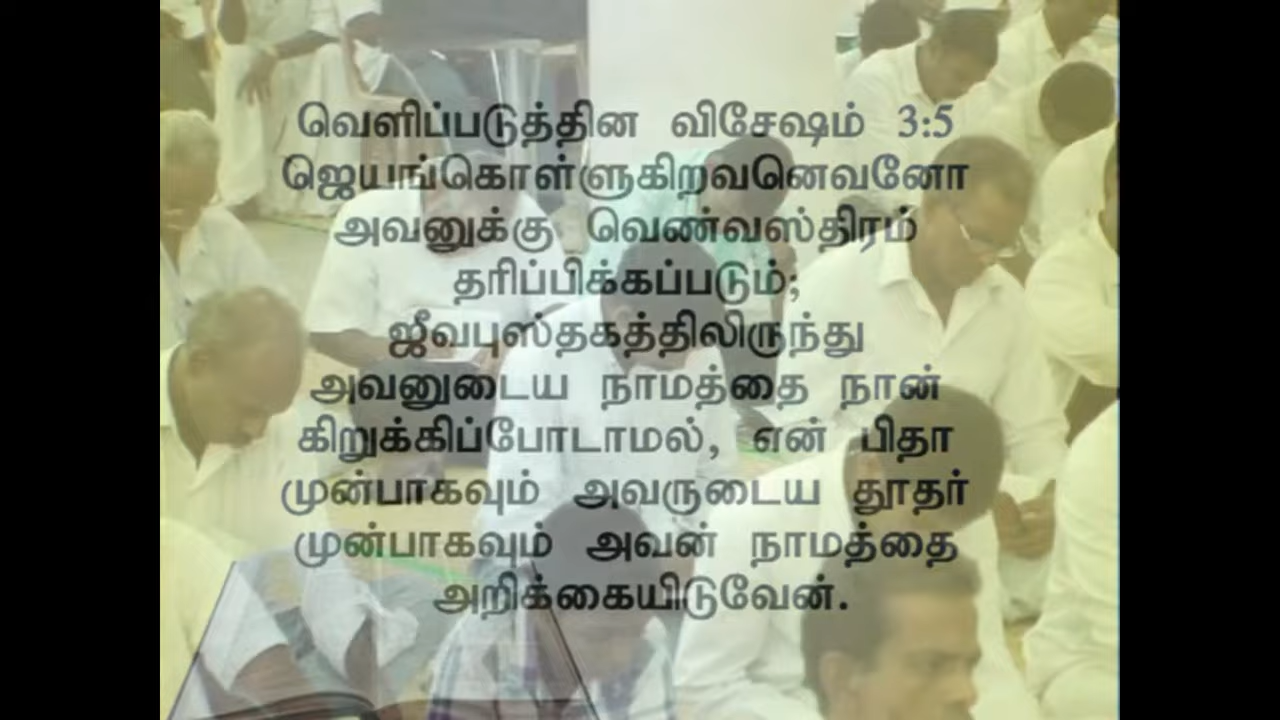 வெளிப்படுத்தின விசேஷம் 3:5
ஜெயங்கொள்ளுகிறவனெவனோ
அவனுக்கு வெண்வஸ்திரம்
தரிப்பிக்கப்படும்;
ஜீவபுஸ்தகத்திலிருந்து
அவனுடைய நாமத்தை நான்
கிறுக்கிப்போடாமல், என் பிதா
முன்பாகவும் அவருடைய தூதர்
முன்பாகவும் அவன் நாமத்தை
அறிக்கையிடுவேன்.